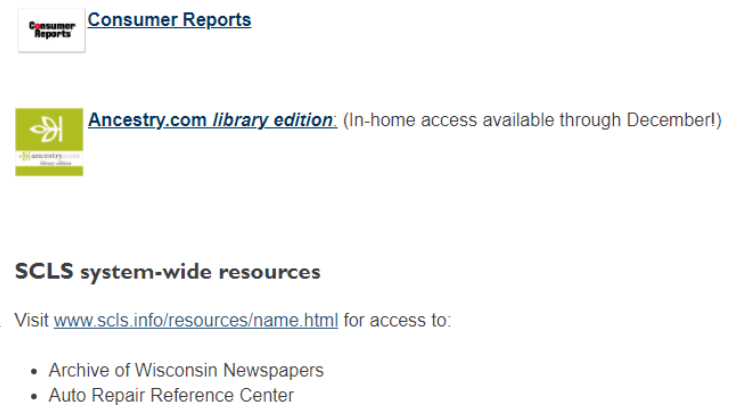 Consumer Reports
Consumer Reports
Ancestry.com library edition: (In-home access available through December!)
ancestry.com
library edition
SCLS system-wide resources
Visit www.scls.info/resources/name.html for access to:
• Archive of Wisconsin Newspapers
• Auto Repair Reference Center